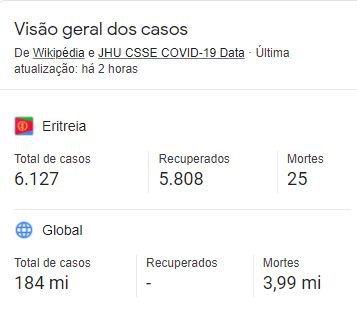 Visão geral dos casos
De Wikipédia e JHU CSSE COVID-19 Data · Última
atualização: há 2 horas
Eritreia
Total de casos Recuperados Mortes
6.127 5.808 25
Global
Total de casos Recuperados Mortes
184 mi - 3,99 mi